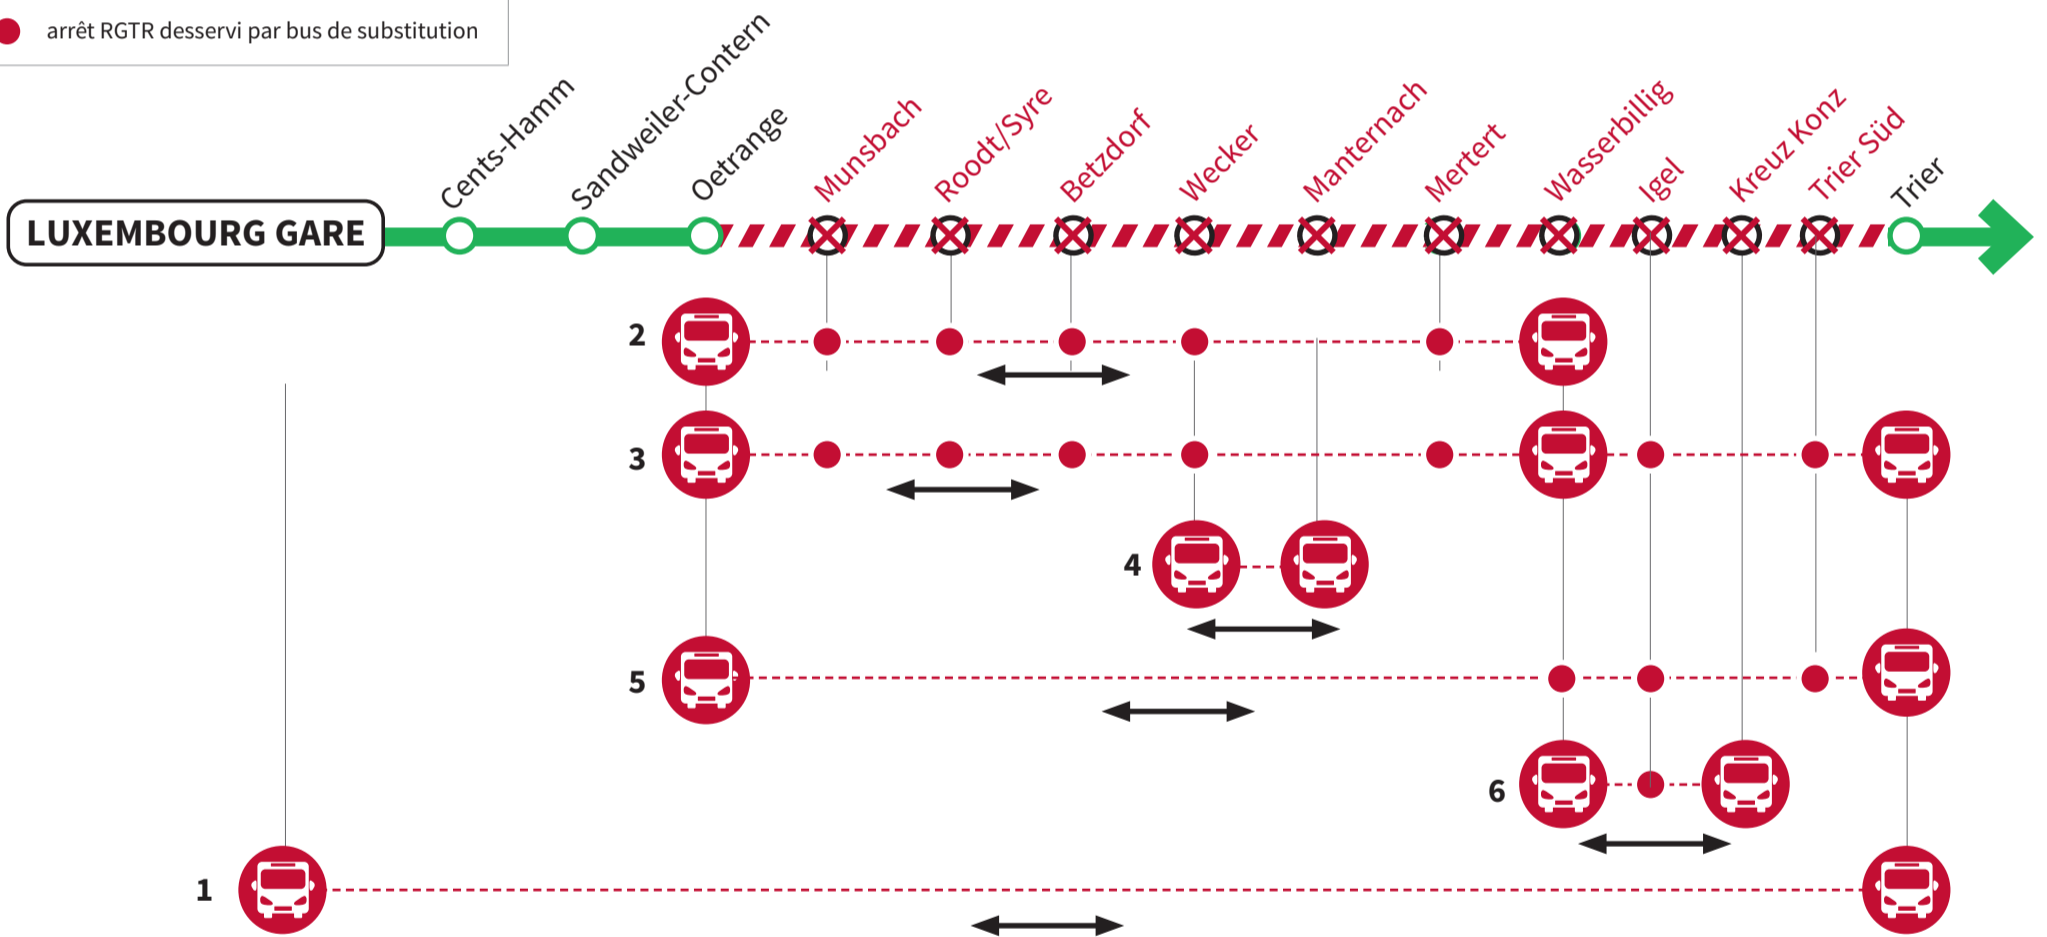 arrêt RGTR desservi par bus de substitution
LUXEMBOURG GARE
Cents-Hamm
Sandweiler-Contern
Oetrange
Munsbach
Roodt/Syre
Betzdorf
Wecker
Manternach
Mertert
Wasserbillig
Igel
Kreuz Konz
Trier Süd
Trier
2
3
4
5
6
1